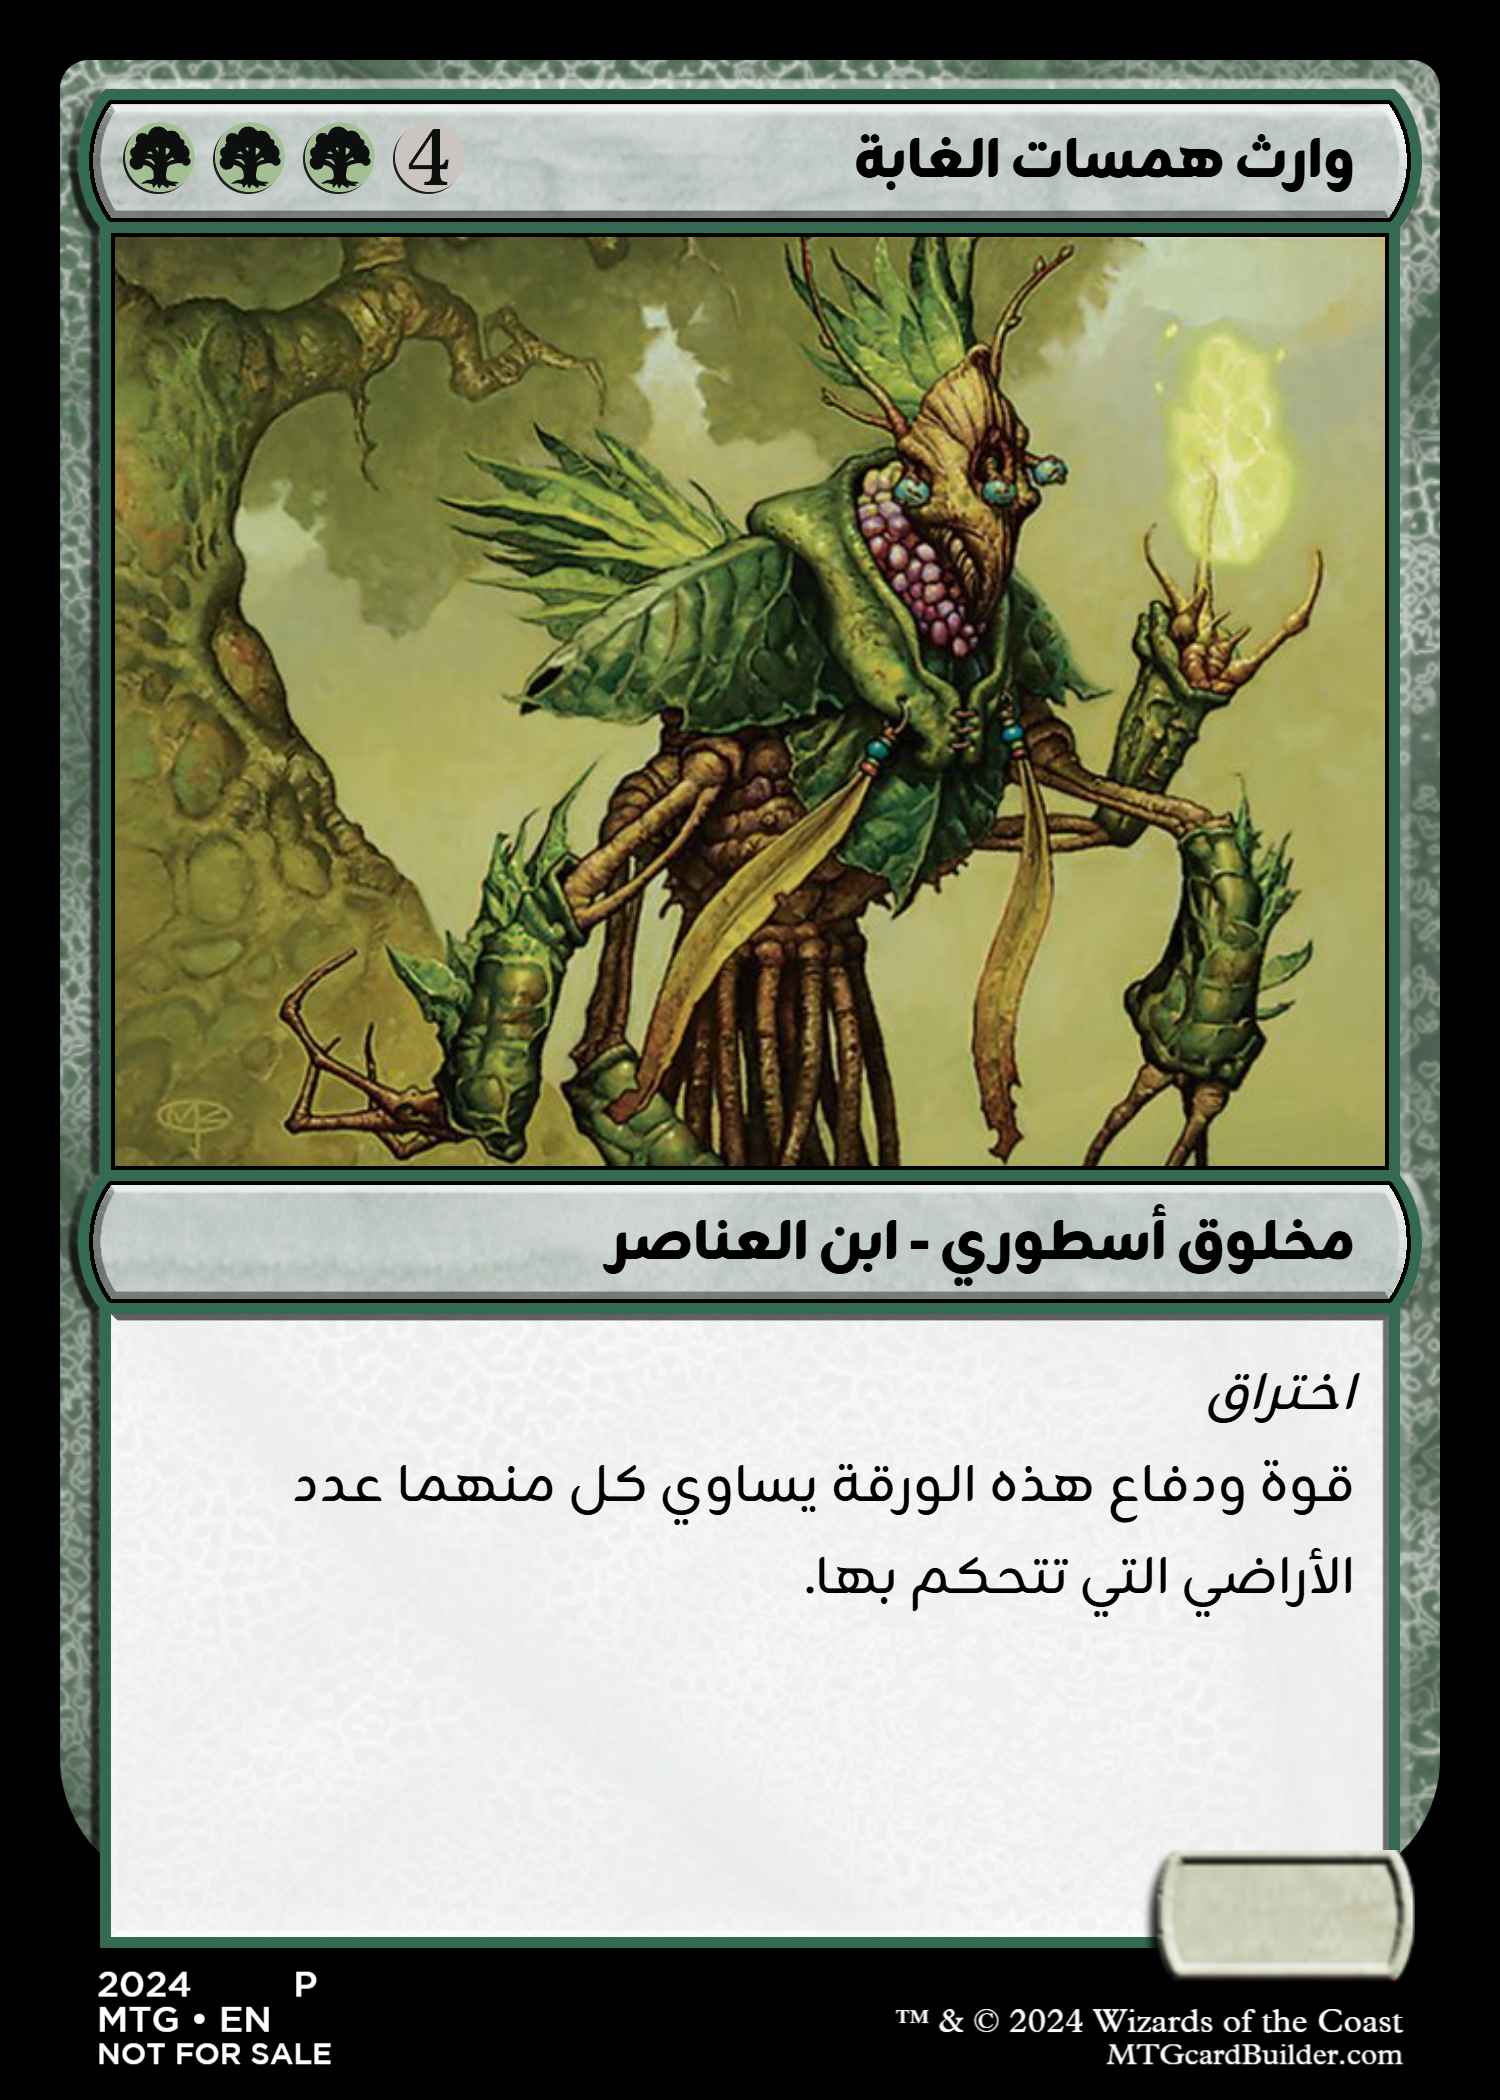 وارث همسات الغابة
4
مخلوق أسطوري - ابن العناصر
اختراق
قوة ودفاع هذه الورقة يساوي كل منهما عدد
الأراضي التي تتحكم بها.
2024 P
MTG • EN
NOT FOR SALE
™ & © 2024 Wizards of the Coast
MTGcardBuilder.com